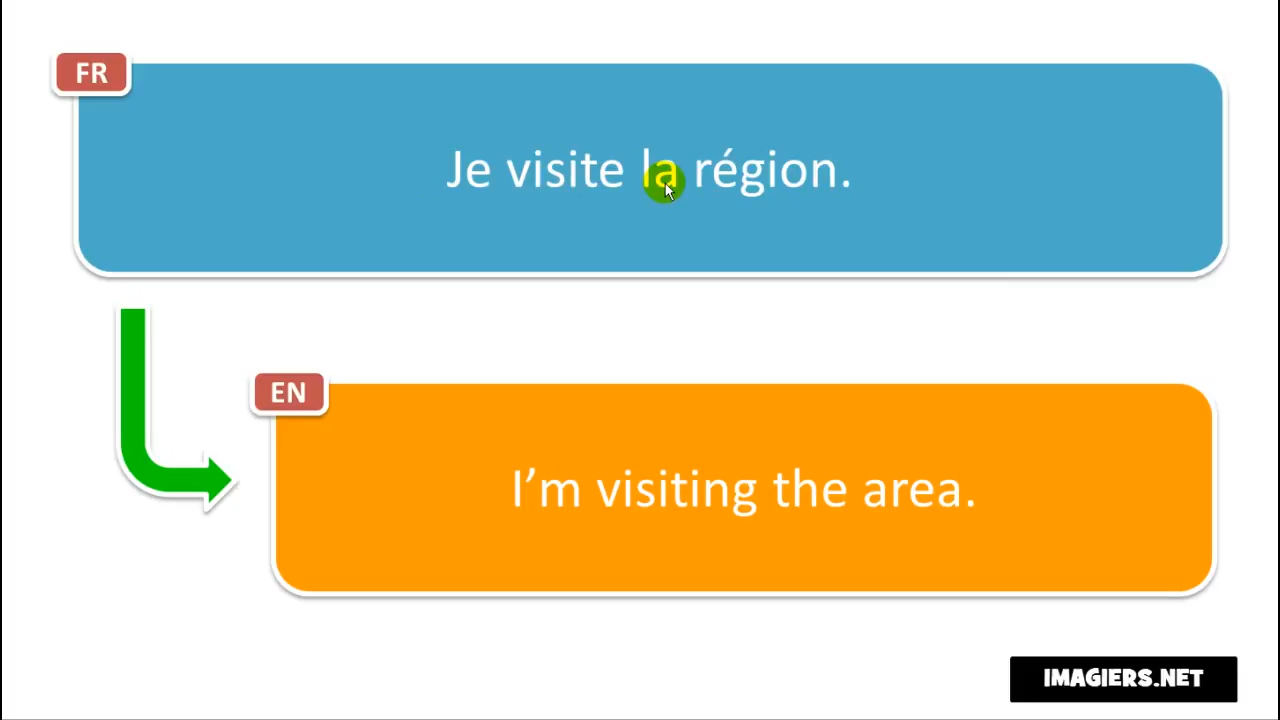 FR
Je visite la région.
EN
I’m visiting the area.
IMAGIERS.NET